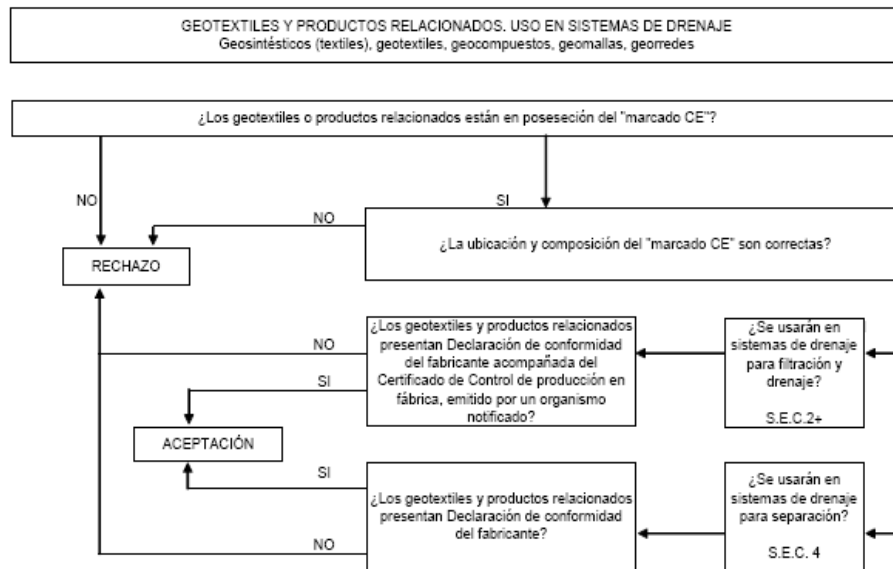 GEOTEXTILES Y PRODUCTOS RELACIONADOS. USO EN SISTEMAS DE DRENAJE
Geosintésticos (textiles), geotextiles, geocompuestos, geomallas, georredes
¿Los geotextiles o productos relacionados están en poseseción del "marcado CE"?
NO
SI
NO
¿La ubicación y composición del "marcado CE" son correctas?
RECHAZO
¿Los geotextiles y productos relacionados
presentan Declaración de conformidad
del fabricante acompañada del
Certificado de Control de producción en
fábrica, emitido por un organismo
notificado?
¿Se usarán en
sistemas de drenaje
para filtración y
drenaje?
S.E.C.2+
NO
SI
ACEPTACIÓN
SI
¿Los geotextiles y productos relacionados
presentan Declaración de conformidad
del fabricante?
¿Se usarán en
sistemas de drenaje
para separación?
S.E.C. 4
NO